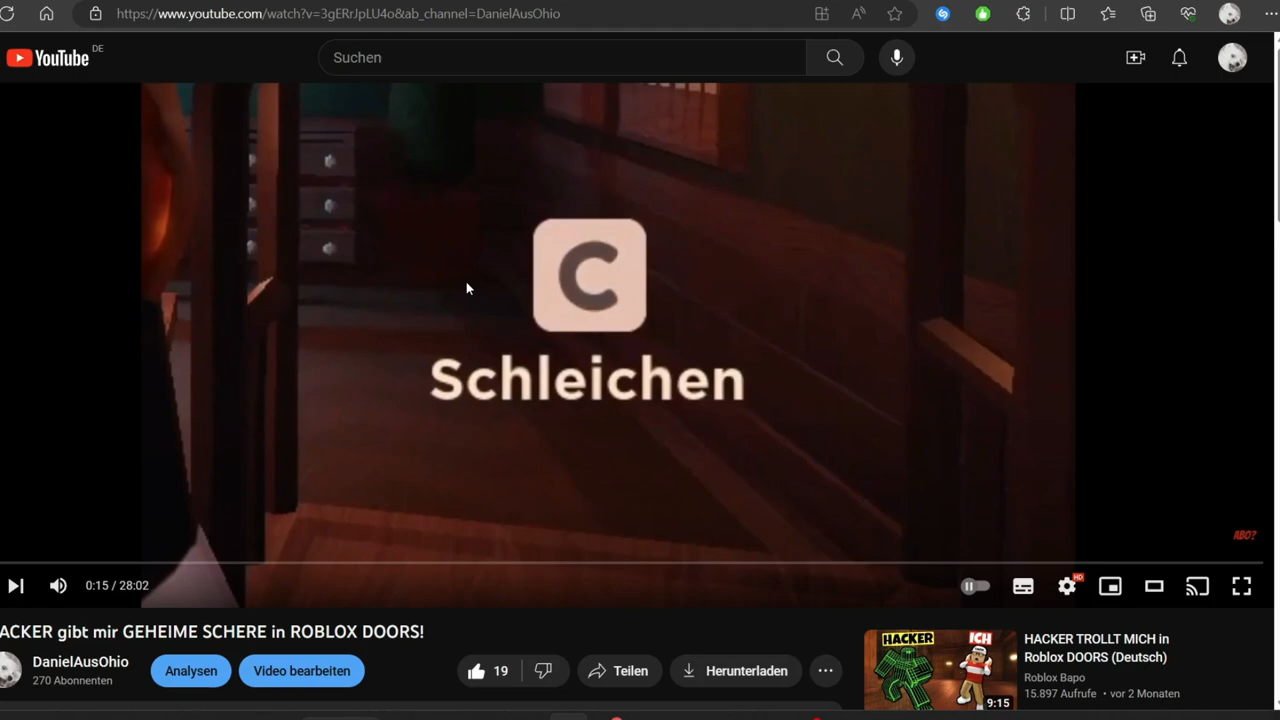 https://www.youtube.com/watch?v=3gERrJpLU4o&ab_channel=DanielAusOhio
YouTube DE
Suchen
C
Schleichen
ABO?
0:15 / 28:02
HD
ACKER gibt mir GEHEIME SCHERE in ROBLOX DOORS!
DanielAusOhio
270 Abonnenten
Analysen
Video bearbeiten
19
Teilen
Herunterladen
HACKER
ICH
9:15
HACKER TROLLT MICH in
Roblox DOORS (Deutsch)
Roblox Bapo
15.897 Aufrufe • vor 2 Monaten